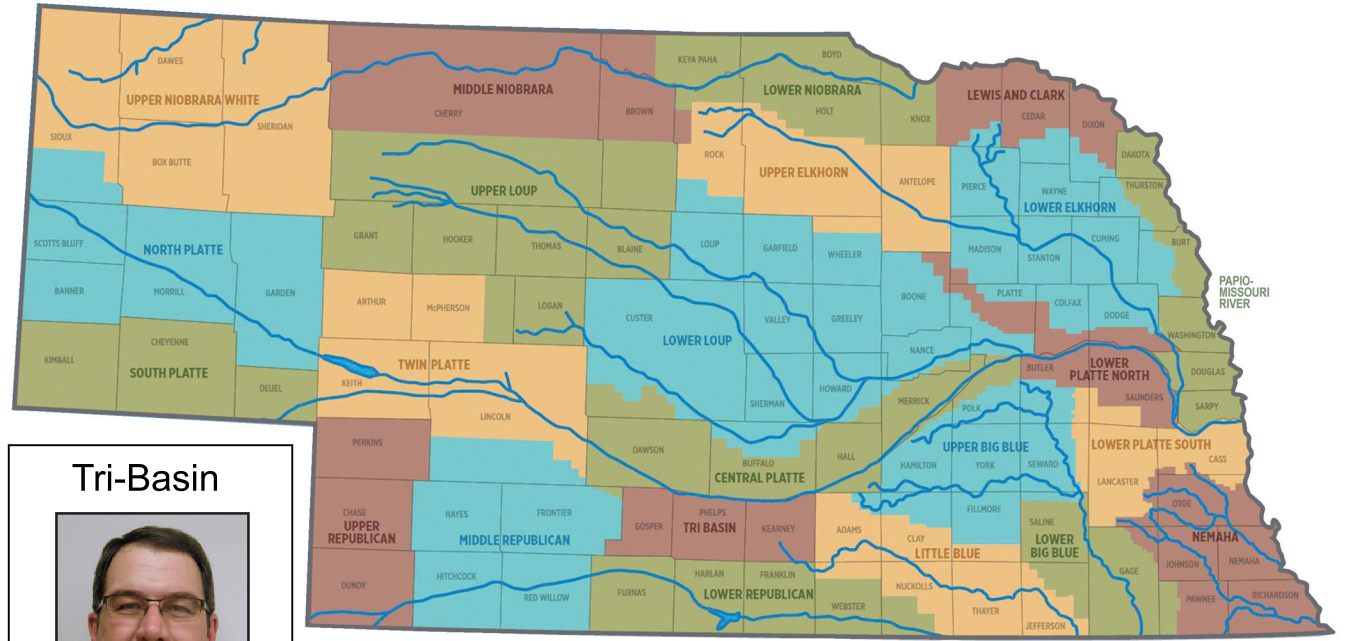 DAWES
UPPER NIOBRARA WHITE
SIOUX
SHERIDAN
BOX BUTTE
MIDDLE NIOBRARA
CHERRY
BROWN
KEYA PAHA
BOYD
LOWER NIOBRARA
HOLT
KNOX
LEWIS AND CLARK
CEDAR
DIXON
DAKOTA
THURSTON
ROCK
UPPER ELKHORN
ANTELOPE
PIERCE
WAYNE
LOWER ELKHORN
MADISON
STANTON
CUMING
BURT
PAPIO-
MISSOURI
RIVER
UPPER LOUP
GRANT
HOOKER
THOMAS
BLAINE
LOUP
GARFIELD
WHEELER
SCOTTS BLUFF
NORTH PLATTE
BANNER
MORRILL
GARDEN
ARTHUR
McPHERSON
LOGAN
CUSTER
LOWER LOUP
VALLEY
GREELEY
BOONE
PLATTE
COLFAX
DODGE
WASHINGTON
KIMBALL
CHEYENNE
SOUTH PLATTE
DEUEL
TWIN PLATTE
KEITH
LINCOLN
SHERMAN
HOWARD
NANCE
MERRICK
BUTLER
LOWER
PLATTE NORTH
SAUNDERS
DOUGLAS
SARPY
POLK
PERKINS
DAWSON
BUFFALO
CENTRAL PLATTE
HALL
HAMILTON
UPPER BIG BLUE
YORK
SEWARD
LOWER PLATTE SOUTH
CASS
LANCASTER
OTOE
CHASE
UPPER
REPUBLICAN
HAYES
FRONTIER
MIDDLE REPUBLICAN
GOSPER
PHELPS
TRI BASIN
KEARNEY
ADAMS
CLAY
FILLMORE
SALINE
LITTLE BLUE
LOWER
BIG BLUE
NEMAHA
JOHNSON
NEMAHA
DUNDY
HITCHCOCK
RED WILLOW
FURNAS
HARLAN
FRANKLIN
LOWER REPUBLICAN
WEBSTER
NUCKOLLS
THAYER
JEFFERSON
GAGE
PAWNEE
RICHARDSON
Tri-Basin